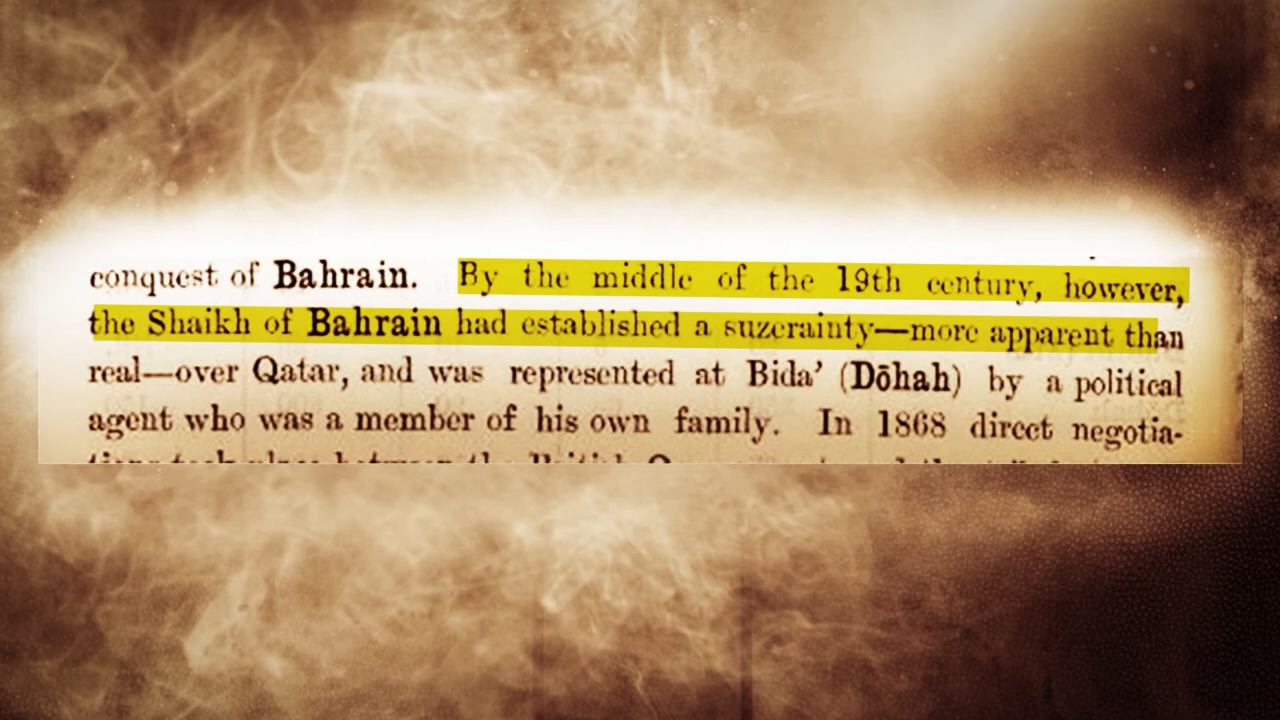 conquest of Bahrain. By the middle of the 19th century, however,
the Shaikh of Bahrain had established a suzerainty—more apparent than
real—over Qatar, and was represented at Bida’ (Dōhah) by a political
agent who was a member of his own family. In 1868 direct negotia-